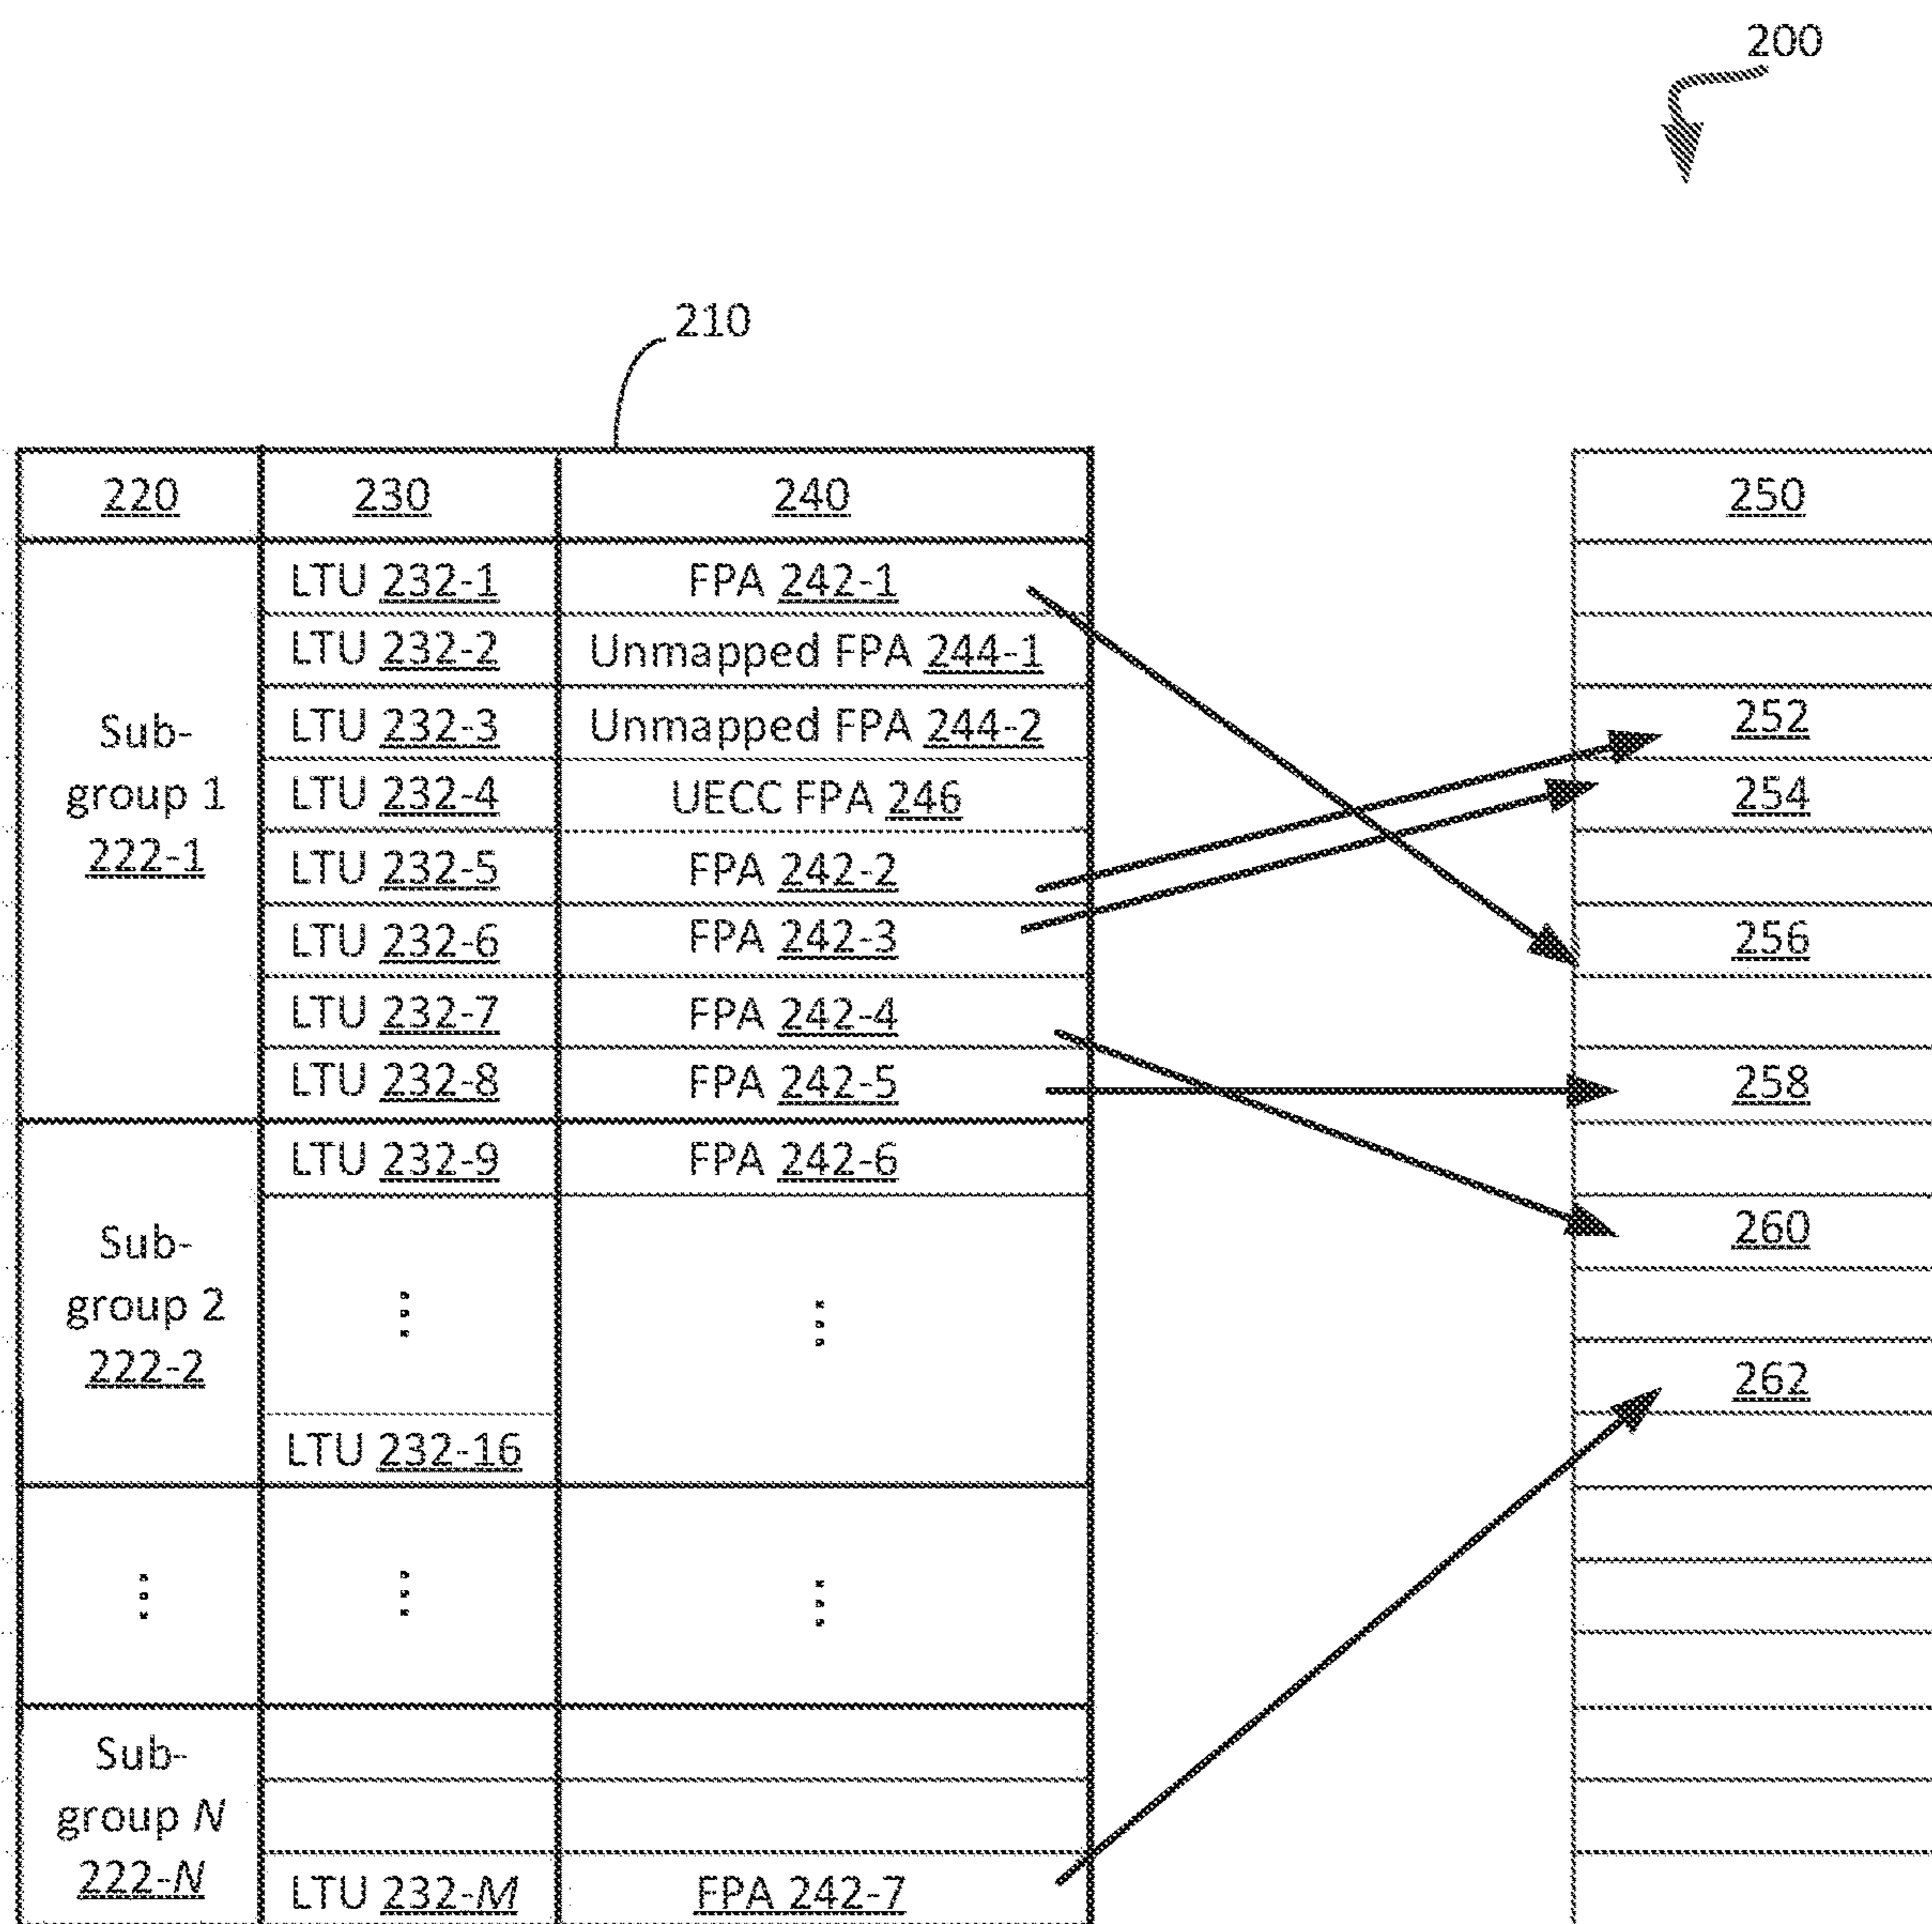 200
210
220 230 240 250
LTU 232-1 FPA 242-1
LTU 232-2 Unmapped FPA 244-1
Sub-
group 1
222-1
LTU 232-3 Unmapped FPA 244-2 252
LTU 232-4 UECC FPA 246 254
LTU 232-5 FPA 242-2
LTU 232-6 FPA 242-3 256
LTU 232-7 FPA 242-4
LTU 232-8 FPA 242-5 258
LTU 232-9 FPA 242-6
Sub-
group 2
222-2
260
262
LTU 232-16
Sub-
group N
222-N
LTU 232-M FPA 242-7